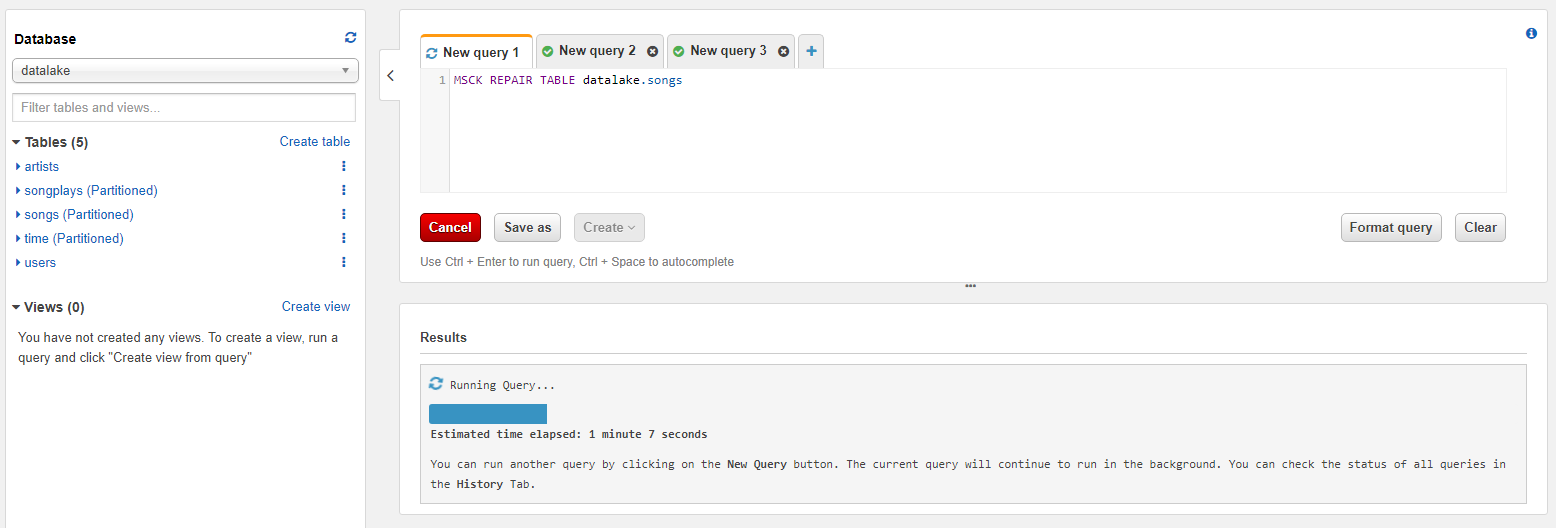 Database
datalake
Filter tables and views...
Tables (5) Create table
artists
songplays (Partitioned)
songs (Partitioned)
time (Partitioned)
users
Views (0) Create view
You have not created any views. To create a view, run a
query and click "Create view from query"
New query 1 New query 2 New query 3
1 MSCK REPAIR TABLE datalake.songs
Cancel Save as Create Format query Clear
Use Ctrl + Enter to run query, Ctrl + Space to autocomplete
Results
Running Query...
Estimated time elapsed: 1 minute 7 seconds
You can run another query by clicking on the New Query button. The current query will continue to run in the background. You can check the status of all queries in
the History Tab.